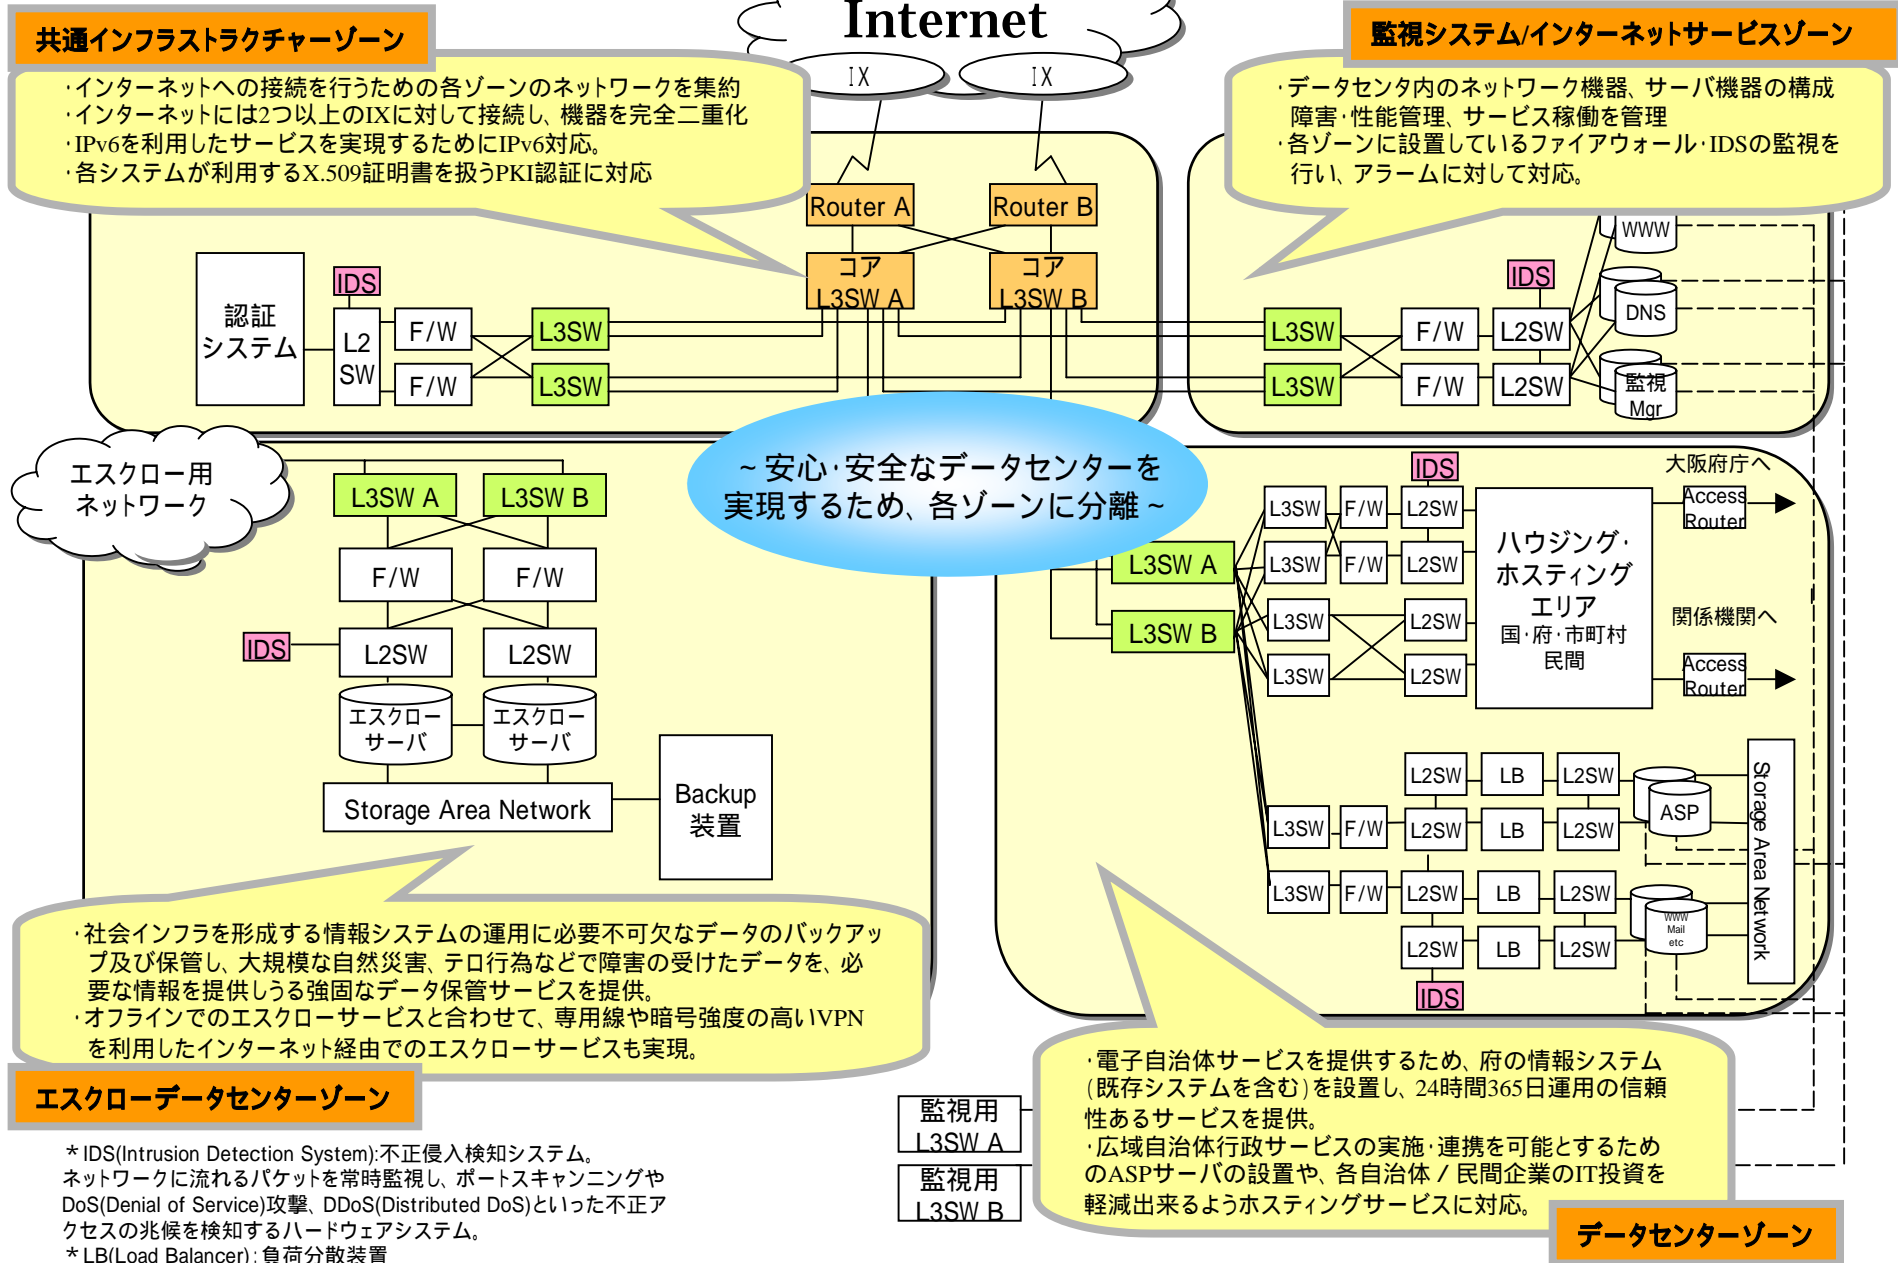 Internet
IX
IX
共通インフラストラクチャーゾーン
･インターネットへの接続を行うための各ゾーンのネットワークを集約
･インターネットには2つ以上のIXに対して接続し、機器を完全二重化
･IPv6を利用したサービスを実現するためにIPv6対応。
･各システムが利用するX.509証明書を扱うPKI認証に対応
監視システム/インターネットサービスゾーン
･データセンタ内のネットワーク機器、サーバ機器の構成
障害･性能管理、サービス稼働を管理
･各ゾーンに設置しているファイアウォール･IDSの監視を
行い、アラームに対して対応。
Router A
Router B
コア
L3SW A
コア
L3SW B
認証
システム
IDS
L2
SW
F/W
F/W
L3SW
L3SW
L3SW
L3SW
F/W
F/W
IDS
L2SW
L2SW
WWW
DNS
監視
Mgr
~ 安心･安全なデータセンターを
実現するため、各ゾーンに分離 ~
エスクロー用
ネットワーク
L3SW A
L3SW B
F/W
F/W
IDS
L2SW
L2SW
エスクロー
サーバ
エスクロー
サーバ
Storage Area Network
Backup
装置
･社会インフラを形成する情報システムの運用に必要不可欠なデータのバックアッ
プ及び保管し、大規模な自然災害、テロ行為などで障害の受けたデータを、必
要な情報を提供しうる強固なデータ保管サービスを提供。
･オフラインでのエスクローサービスと合わせて、専用線や暗号強度の高いVPN
を利用したインターネット経由でのエスクローサービスも実現。
エスクローデータセンターゾーン
L3SW A
L3SW B
IDS
L3SW
F/W
L2SW
L3SW
F/W
L2SW
L3SW
L2SW
L3SW
L2SW
ハウジング･
ホスティング
エリア
国･府･市町村
民間
大阪府庁へ
Access
Router
関係機関へ
Access
Router
L2SW
LB
L2SW
L3SW
F/W
L2SW
LB
L2SW
ASP
L3SW
F/W
L2SW
LB
L2SW
L2SW
LB
L2SW
WWW
Mail
etc
IDS
Storage Area Network
･電子自治体サービスを提供するため、府の情報システム
(既存システムを含む)を設置し、24時間365日運用の信頼
性あるサービスを提供。
･広域自治体行政サービスの実施･連携を可能とするため
のASPサーバの設置や、各自治体 / 民間企業のIT投資を
軽減出来るようホスティングサービスに対応。
データセンターゾーン
監視用
L3SW A
監視用
L3SW B
*IDS(Intrusion Detection System):不正侵入検知システム。
ネットワークに流れるパケットを常時監視し、ポートスキャンニングや
DoS(Denial of Service)攻撃、DDoS(Distributed DoS)といった不正ア
クセスの兆候を検知するハードウェアシステム。
*LB(Load Balancer):負荷分散装置